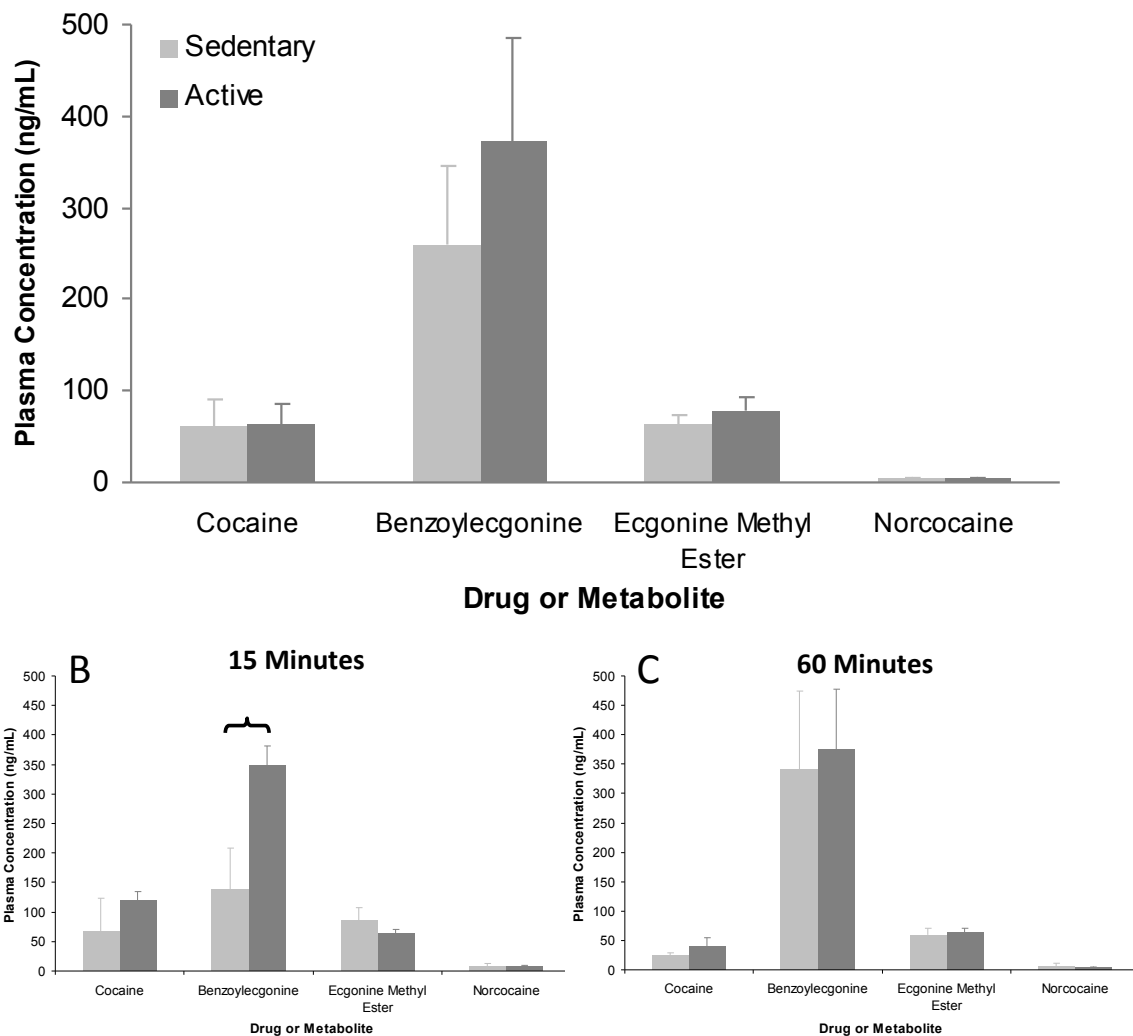 Plasma Concentration (ng/mL)
500
400
300
200
100
0
Sedentary
Active
Cocaine
Benzoylecgonine
Ecgonine Methyl
Ester
Norcocaine
Drug or Metabolite
B
15 Minutes
Plasma Concentration (ng/mL)
500
450
400
350
300
250
200
150
100
50
0
Cocaine
Benzoylecgonine
Ecgonine Methyl
Ester
Norcocaine
Drug or Metabolite
C
60 Minutes
Plasma Concentration (ng/mL)
500
450
400
350
300
250
200
150
100
50
0
Cocaine
Benzoylecgonine
Ecgonine Methyl
Ester
Norcocaine
Drug or Metabolite